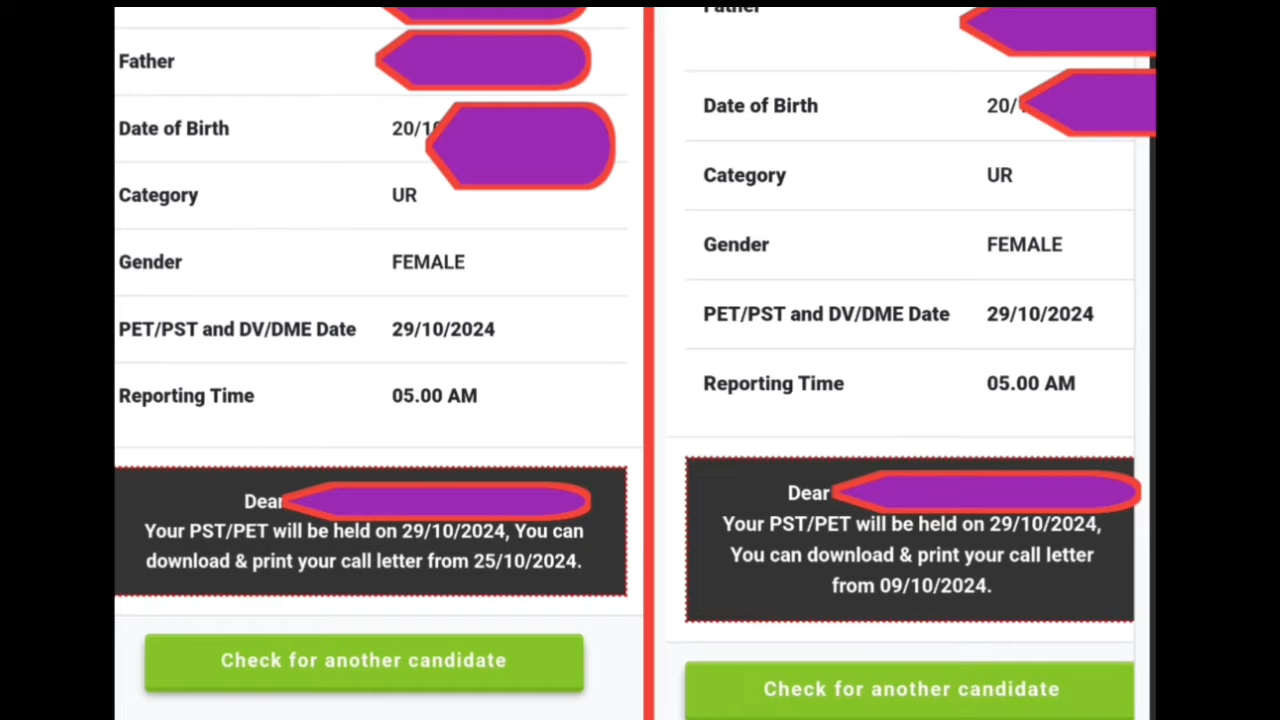 Father
Date of Birth 20/1
Category UR
Gender FEMALE
PET/PST and DV/DME Date 29/10/2024
Reporting Time 05.00 AM
Dear
Your PST/PET will be held on 29/10/2024, You can
download & print your call letter from 25/10/2024.
Check for another candidate
Father
Date of Birth 20/
Category UR
Gender FEMALE
PET/PST and DV/DME Date 29/10/2024
Reporting Time 05.00 AM
Dear
Your PST/PET will be held on 29/10/2024,
You can download & print your call letter
from 09/10/2024.
Check for another candidate